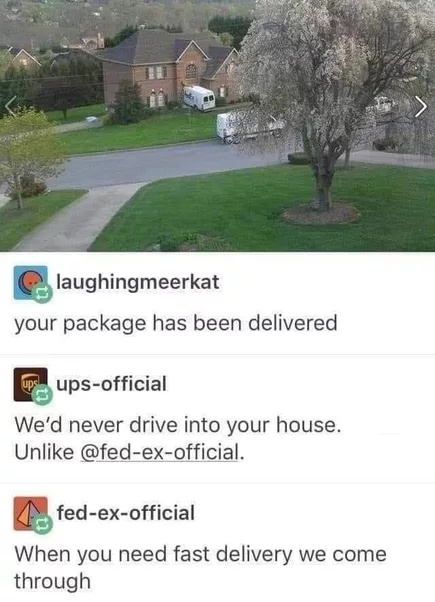 laughingmeerkat
your package has been delivered
ups
ups-official
We'd never drive into your house.
Unlike @fed-ex-official.
fed-ex-official
When you need fast delivery we come
through